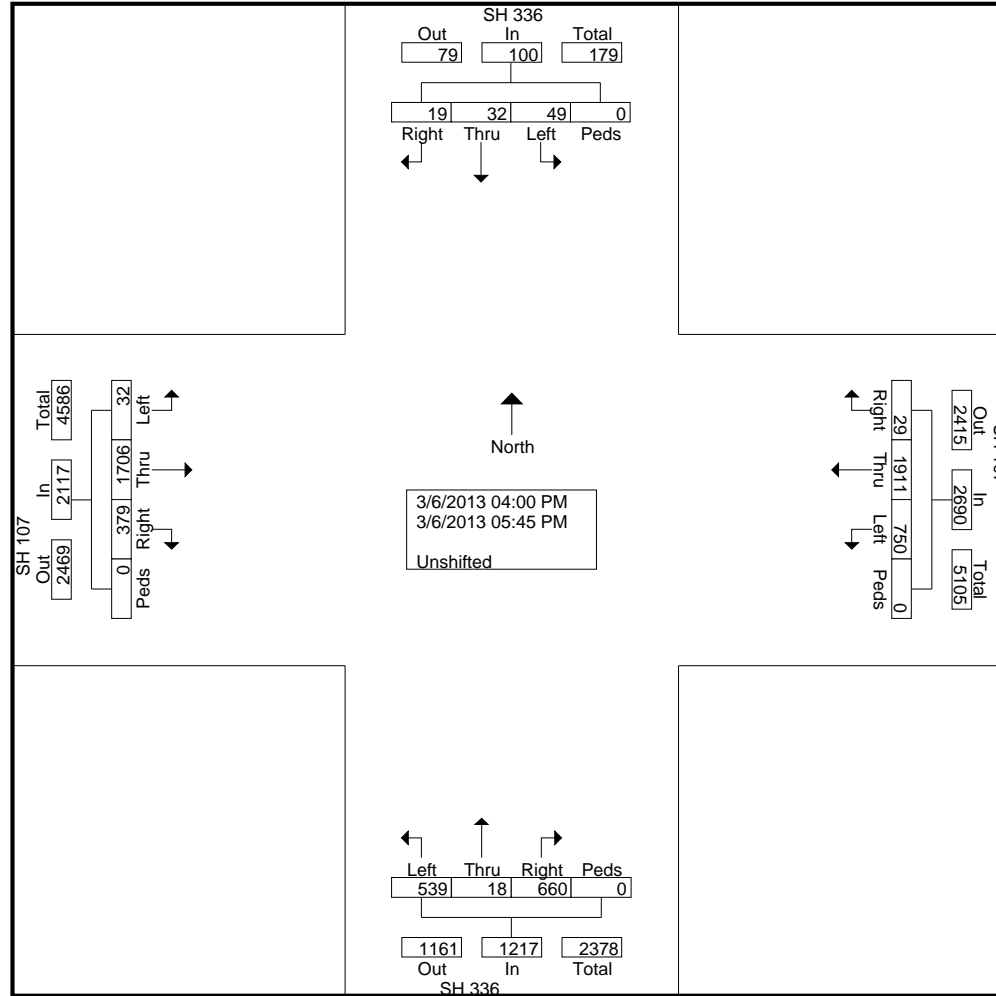 SH 336
Out In Total
79 100 179
19 32 49 0
Right Thru Left Peds
Total In Out
4586 2117 2469
SH 107
32 1706 379 0
Left Thru Right Peds
North
3/6/2013 04:00 PM
3/6/2013 05:45 PM
Unshifted
Out In Total
2415 2690 5105
29 1911 750 0
Right Thru Left Peds
Left Thru Right Peds
539 18 660 0
1161 1217 2378
Out In Total
SH 336